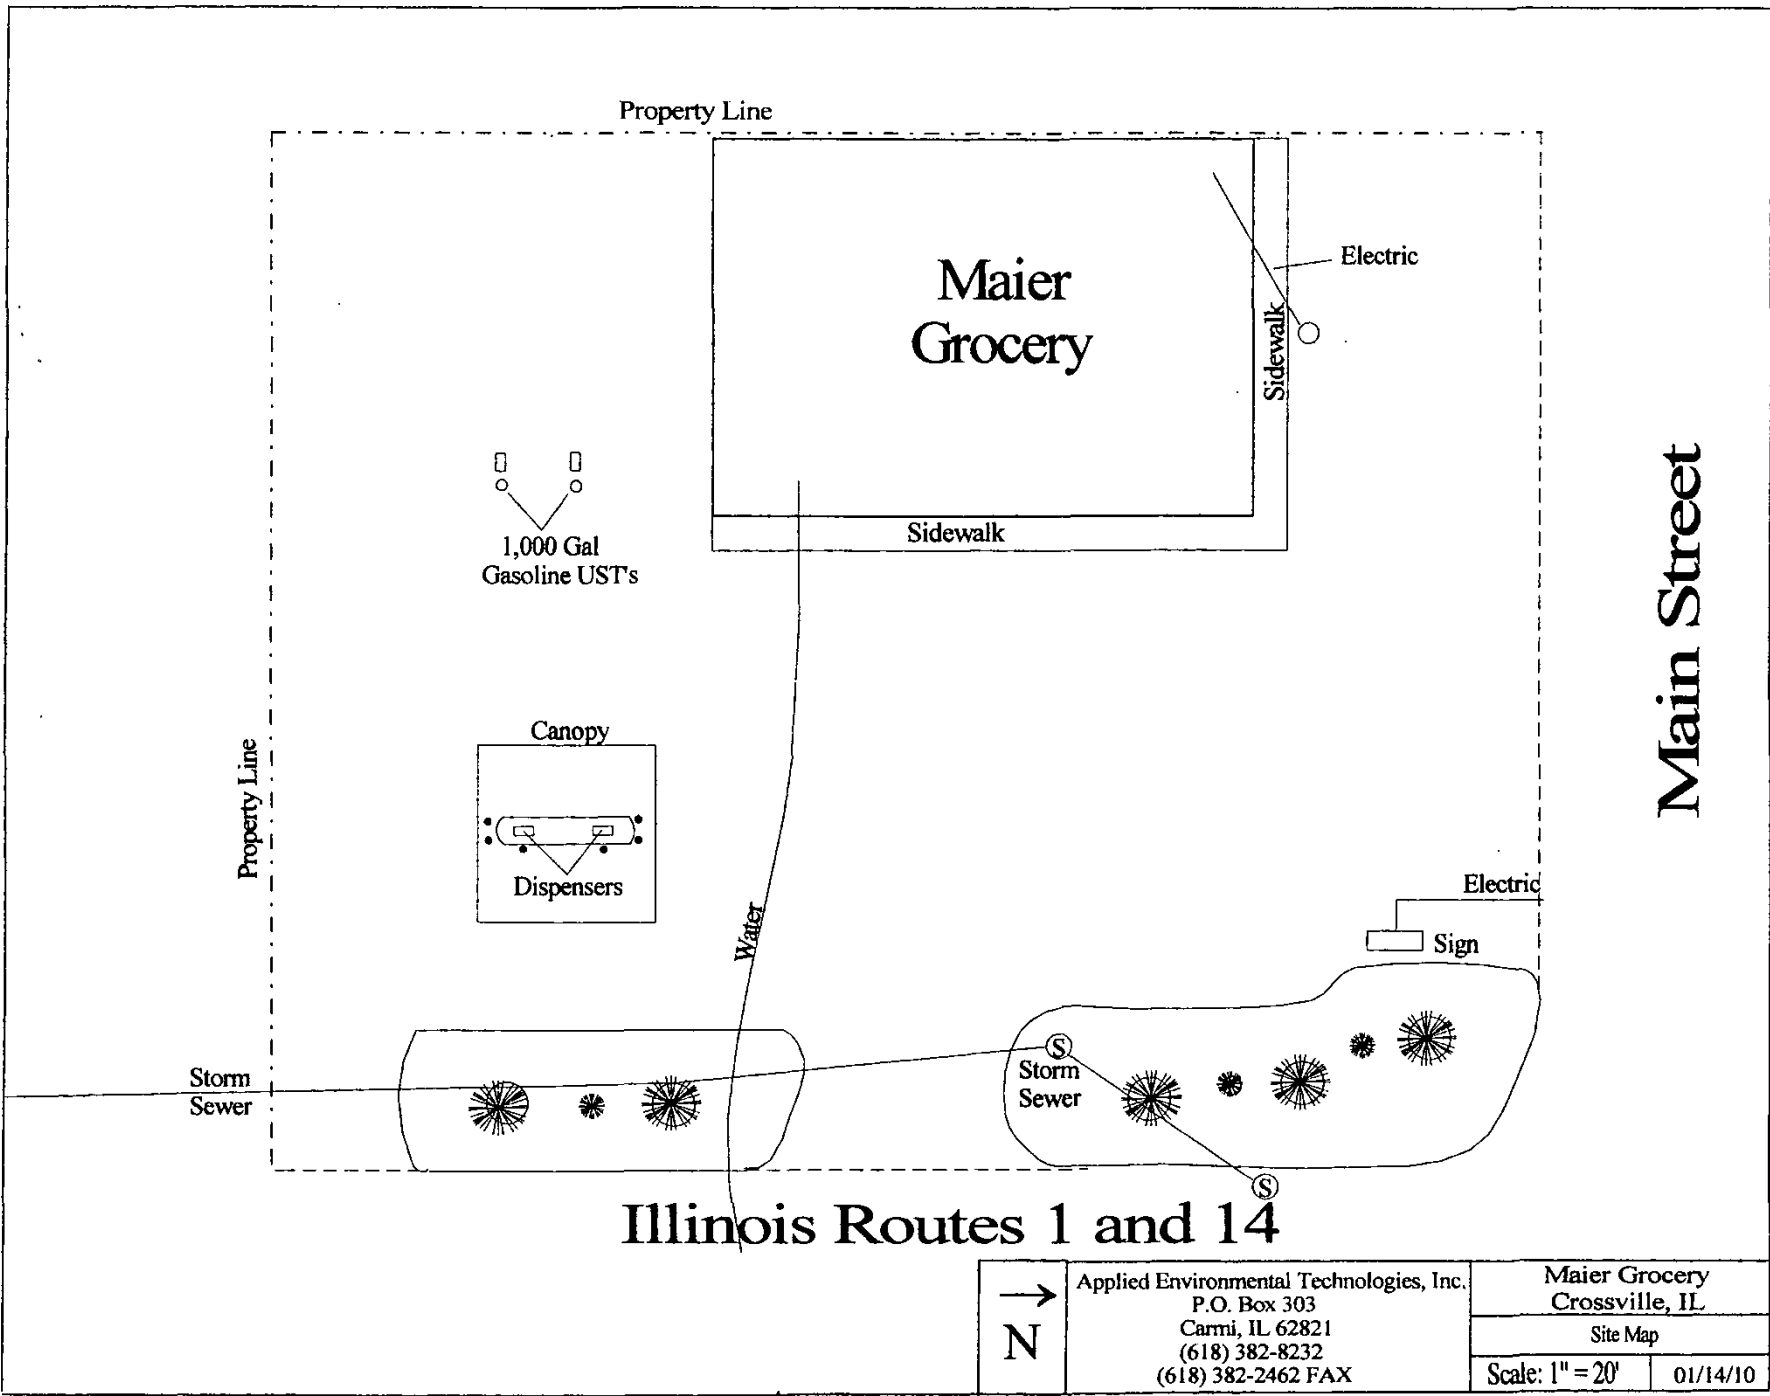 Property Line
Electric
Maier
Grocery
Sidewalk
Sidewalk
1,000 Gal
Gasoline UST's
Main Street
Canopy
Property Line
Dispensers
Electric
Water
Sign
S
Storm
Sewer
Storm
Sewer
S
Illinois Routes 1 and 14
N
Applied Environmental Technologies, Inc.
P.O. Box 303
Carmi, IL 62821
(618) 382-8232
(618) 382-2462 FAX
Maier Grocery
Crossville, IL
Site Map
Scale: 1" = 20'
01/14/10